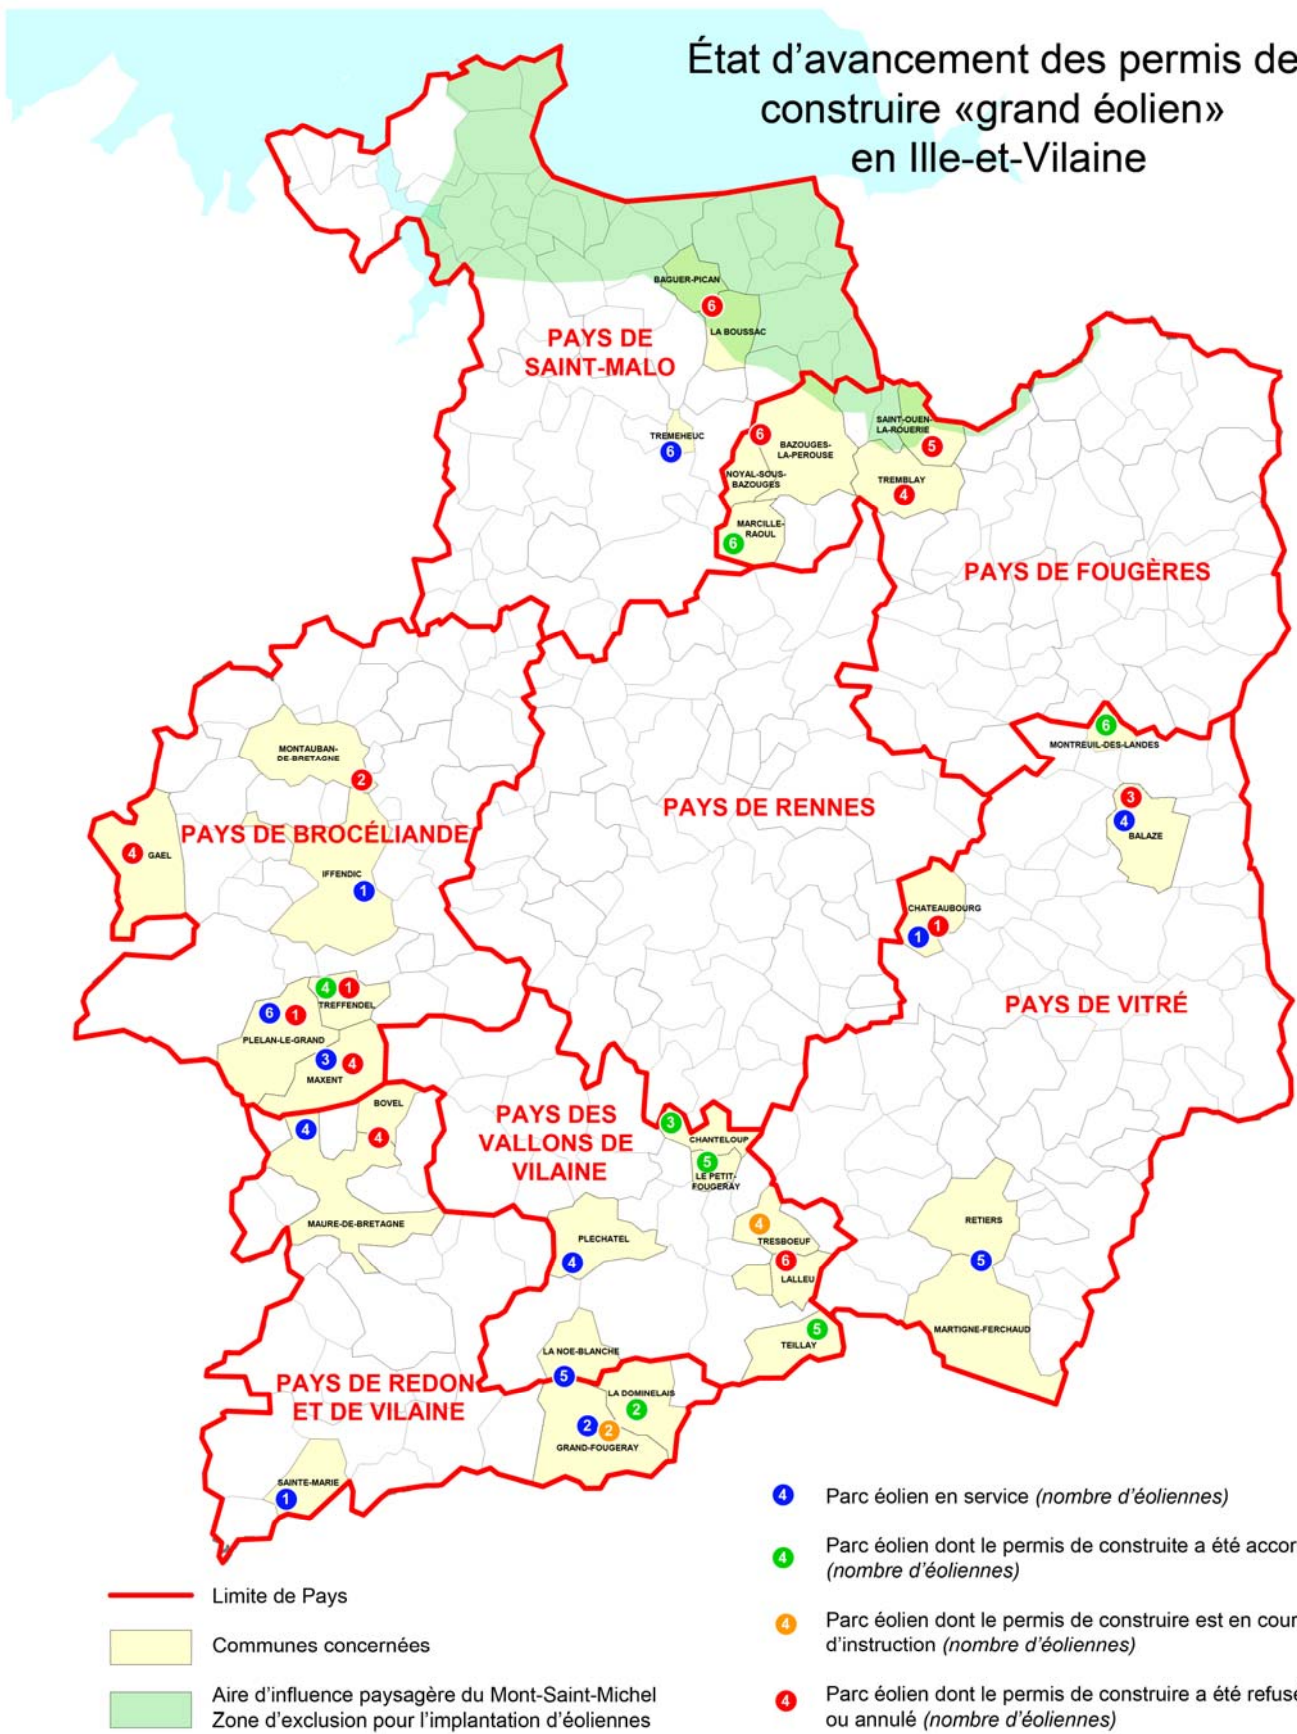 État d'avancement des permis de
construire «grand éolien»
en Ille-et-Vilaine
BAGUER-PICAN
6
LA BOUSSAC
PAYS DE
SAINT-MALO
TREMEHEUC
6
6
BAZOUGES-
LA-PEROUSE
NOYAL-SOUS-
BAZOUGES
SAINT-OUEN-
LA-ROUERIE
5
TREMBLAY
4
MARCILLE-
RAOUL
6
PAYS DE FOUGÈRES
6
MONTREUIL-DES-LANDES
MONTAUBAN-
DE-BRETAGNE
2
PAYS DE BROCÉLIANDE
4
GAEL
IFFENDIC
1
PAYS DE RENNES
3
4
BALAZE
CHATEAUBOURG
1
1
PAYS DE VITRÉ
4
1
TREFFENDEL
6
1
PLELAN-LE-GRAND
3
4
MAXENT
BOVEL
4
4
MAURE-DE-BRETAGNE
PAYS DES
VALLONS DE
VILAINE
3
CHANTELOUP
5
LE PETIT-
FOUGERAY
PLECHATEL
4
4
TRESBOEUF
6
LALLEU
5
TEILLAY
RETIERS
5
MARTIGNE-FERCHAUD
LA NOE-BLANCHE
5
PAYS DE REDON
ET DE VILAINE
LA DOMINELAIS
2
2
2
GRAND-FOUGERAY
SAINTE-MARIE
1
Limite de Pays
Communes concernées
Aire d'influence paysagère du Mont-Saint-Michel
Zone d'exclusion pour l'implantation d'éoliennes
4
Parc éolien en service (nombre d'éoliennes)
4
Parc éolien dont le permis de construite a été accor
(nombre d'éoliennes)
4
Parc éolien dont le permis de construire est en cour
d'instruction (nombre d'éoliennes)
4
Parc éolien dont le permis de construire a été refusé
ou annulé (nombre d'éoliennes)